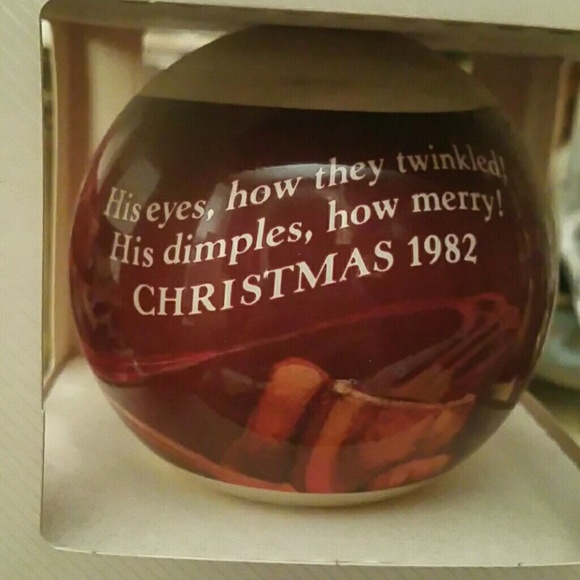 His eyes, how they twinkled!
His dimples, how merry!
CHRISTMAS 1982